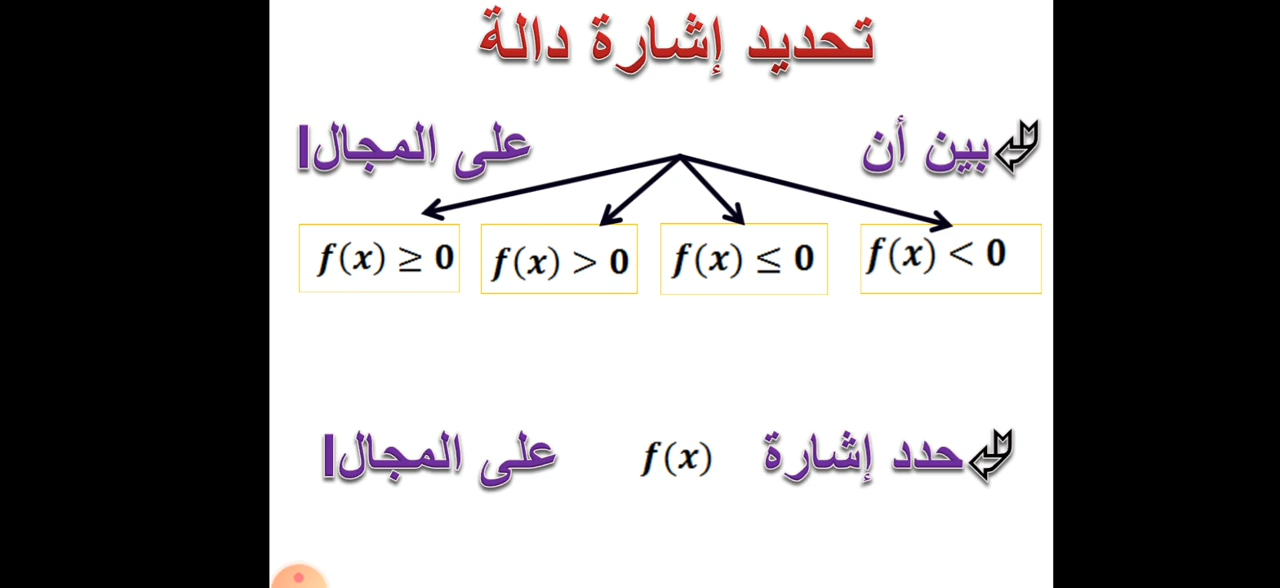 تحديد إشارة دالة
بين أن على المجال I
f(x) ≥ 0 f(x) > 0 f(x) ≤ 0 f(x) < 0
حدد إشارة f(x) على المجال I